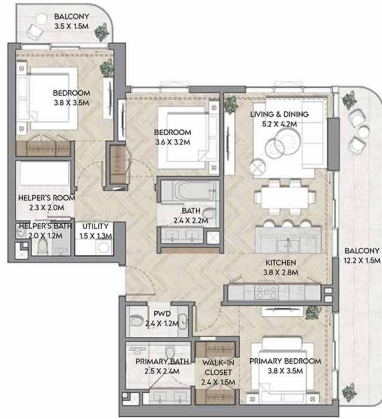 BALCONY
3.5 X 1.5M
BEDROOM
3.8 X 3.5M
BEDROOM
3.6 X 3.2M
LIVING & DINING
5.2 X 4.2M
HELPER'S ROOM
2.3 X 2.0M
BATH
2.4 X 2.2M
HELPER'S BATH
2.0 X 1.2M
UTILITY
1.5 X 1.3M
BALCONY
12.2 X 1.5M
KITCHEN
3.8 X 2.8M
PWD
2.4 X 1.2M
PRIMARY BATH
2.5 X 2.4M
WALK-IN
CLOSET
2.4 X 1.5M
PRIMARY BEDROOM
3.8 X 3.5M